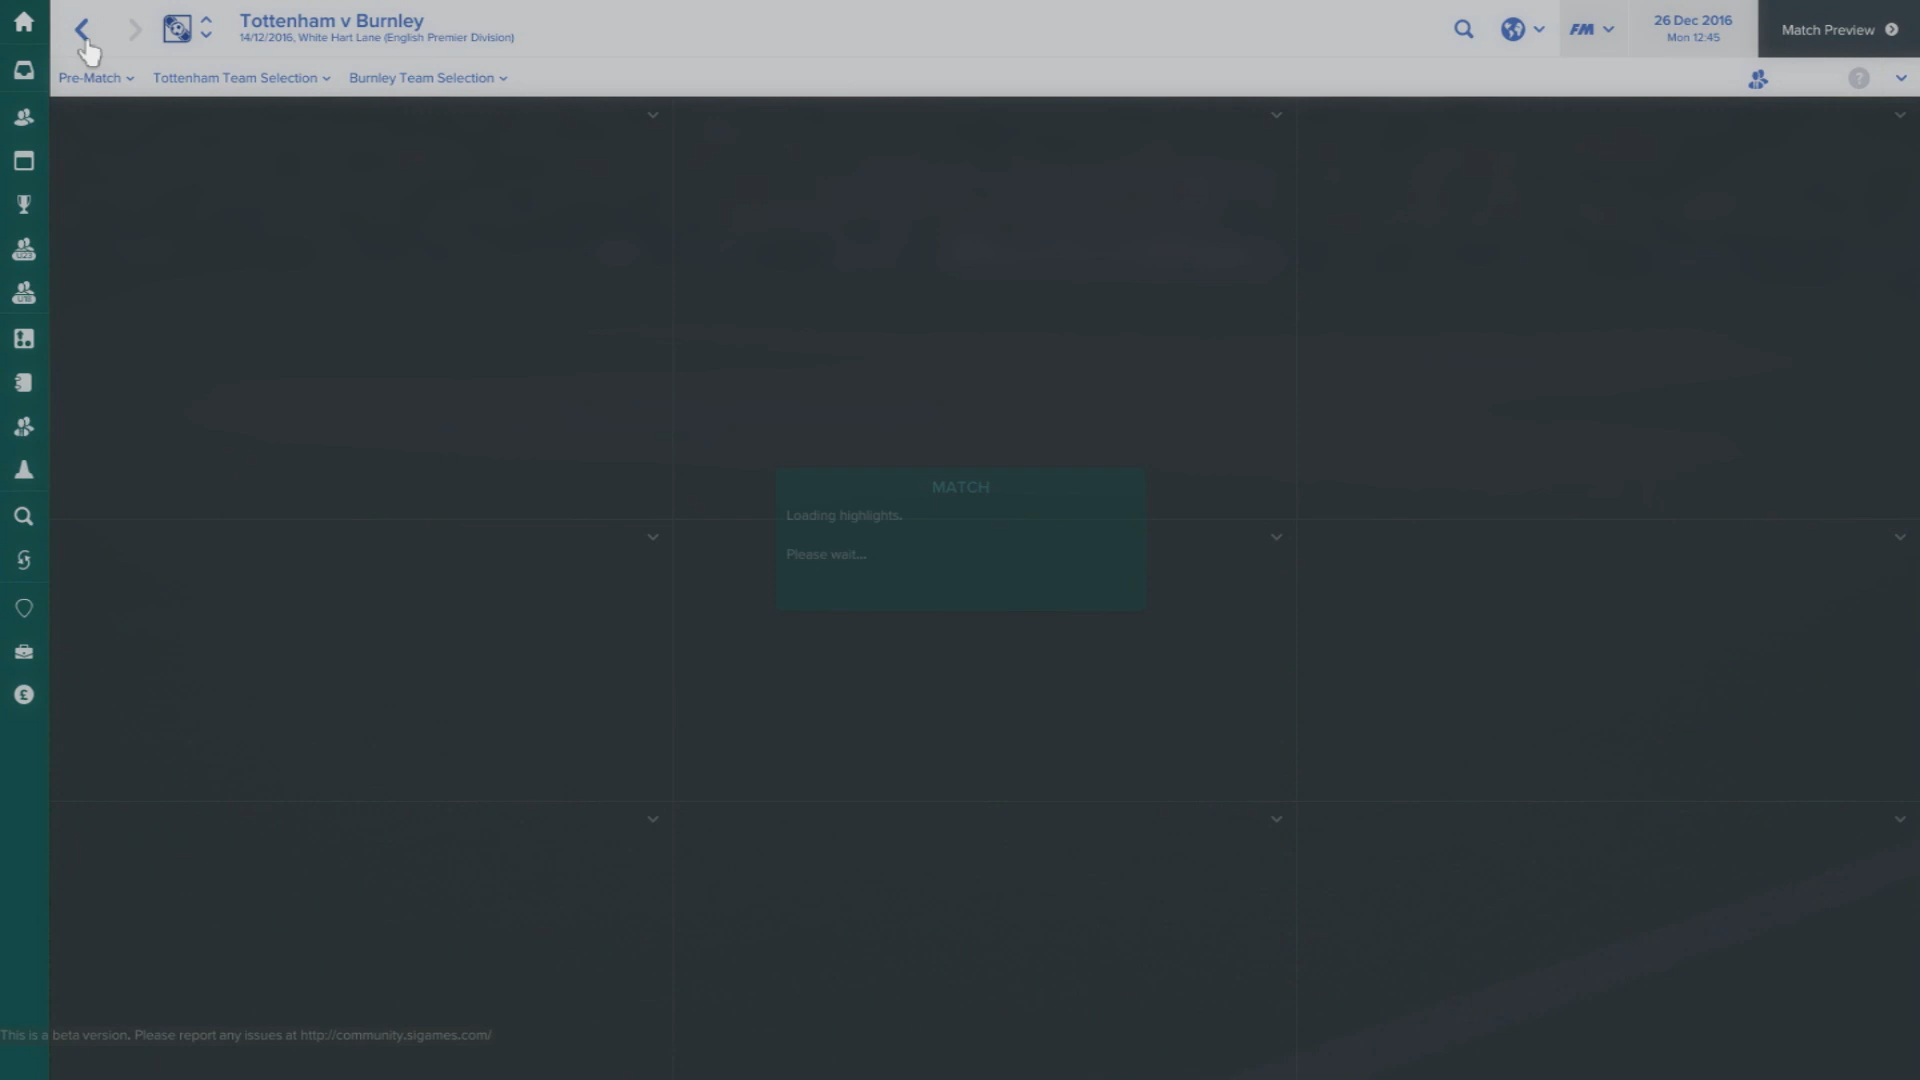 Tottenham v Burnley
14/12/2016, White Hart Lane (English Premier Division)
FM
26 Dec 2016
Mon 12:45
Match Preview
Pre-Match
Tottenham Team Selection
Burnley Team Selection
?
U23
U18
MATCH
Loading highlights.
Please wait...
£
This is a beta version. Please report any issues at http://community.sigames.com/